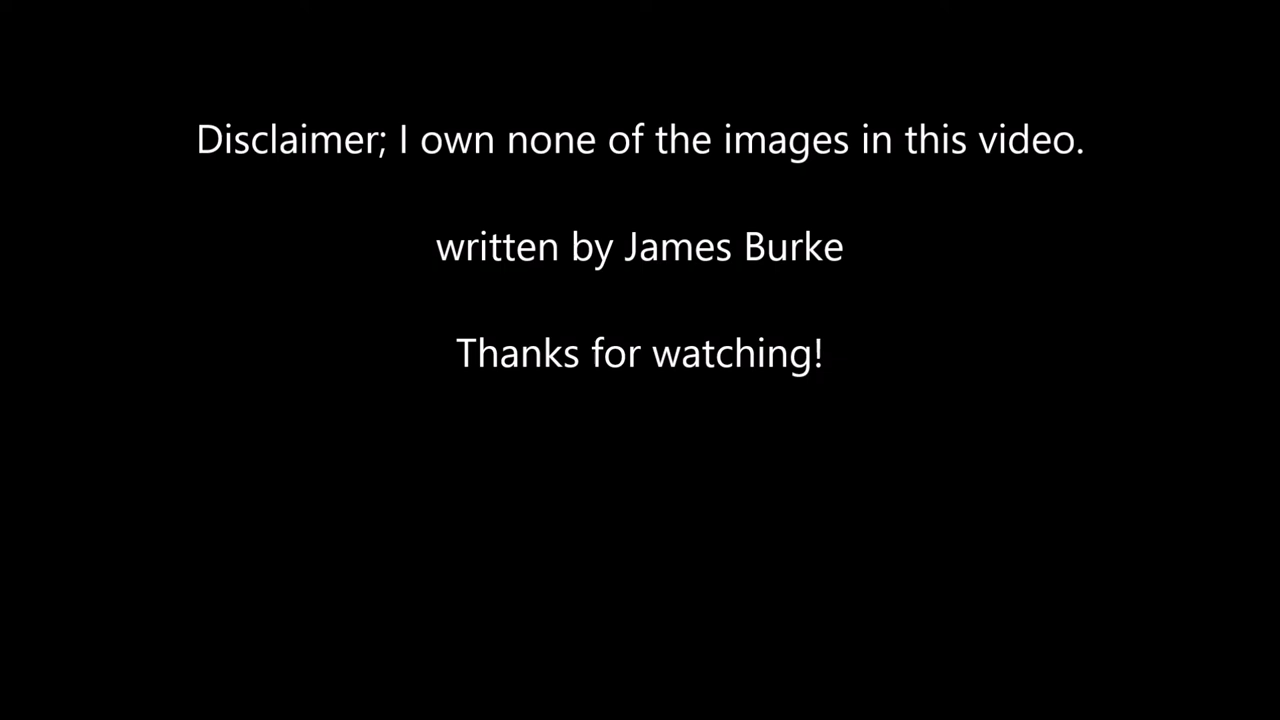 Disclaimer; I own none of the images in this video.
written by James Burke
Thanks for watching!